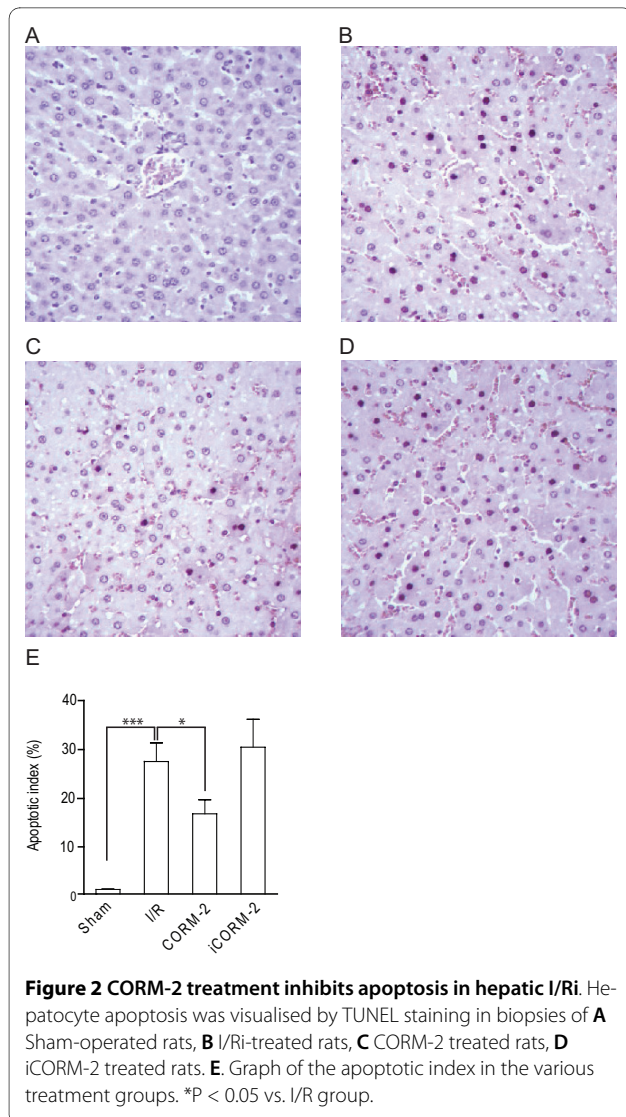 A
B
C
D
E
40
30
20
10
0
Apoptotic index (%)
***
*
Sham
I/R
CORM-2
iCORM-2
Figure 2 CORM-2 treatment inhibits apoptosis in hepatic I/Ri. He-
patocyte apoptosis was visualised by TUNEL staining in biopsies of A
Sham-operated rats, B I/Ri-treated rats, C CORM-2 treated rats, D
iCORM-2 treated rats. E. Graph of the apoptotic index in the various
treatment groups. *P < 0.05 vs. I/R group.